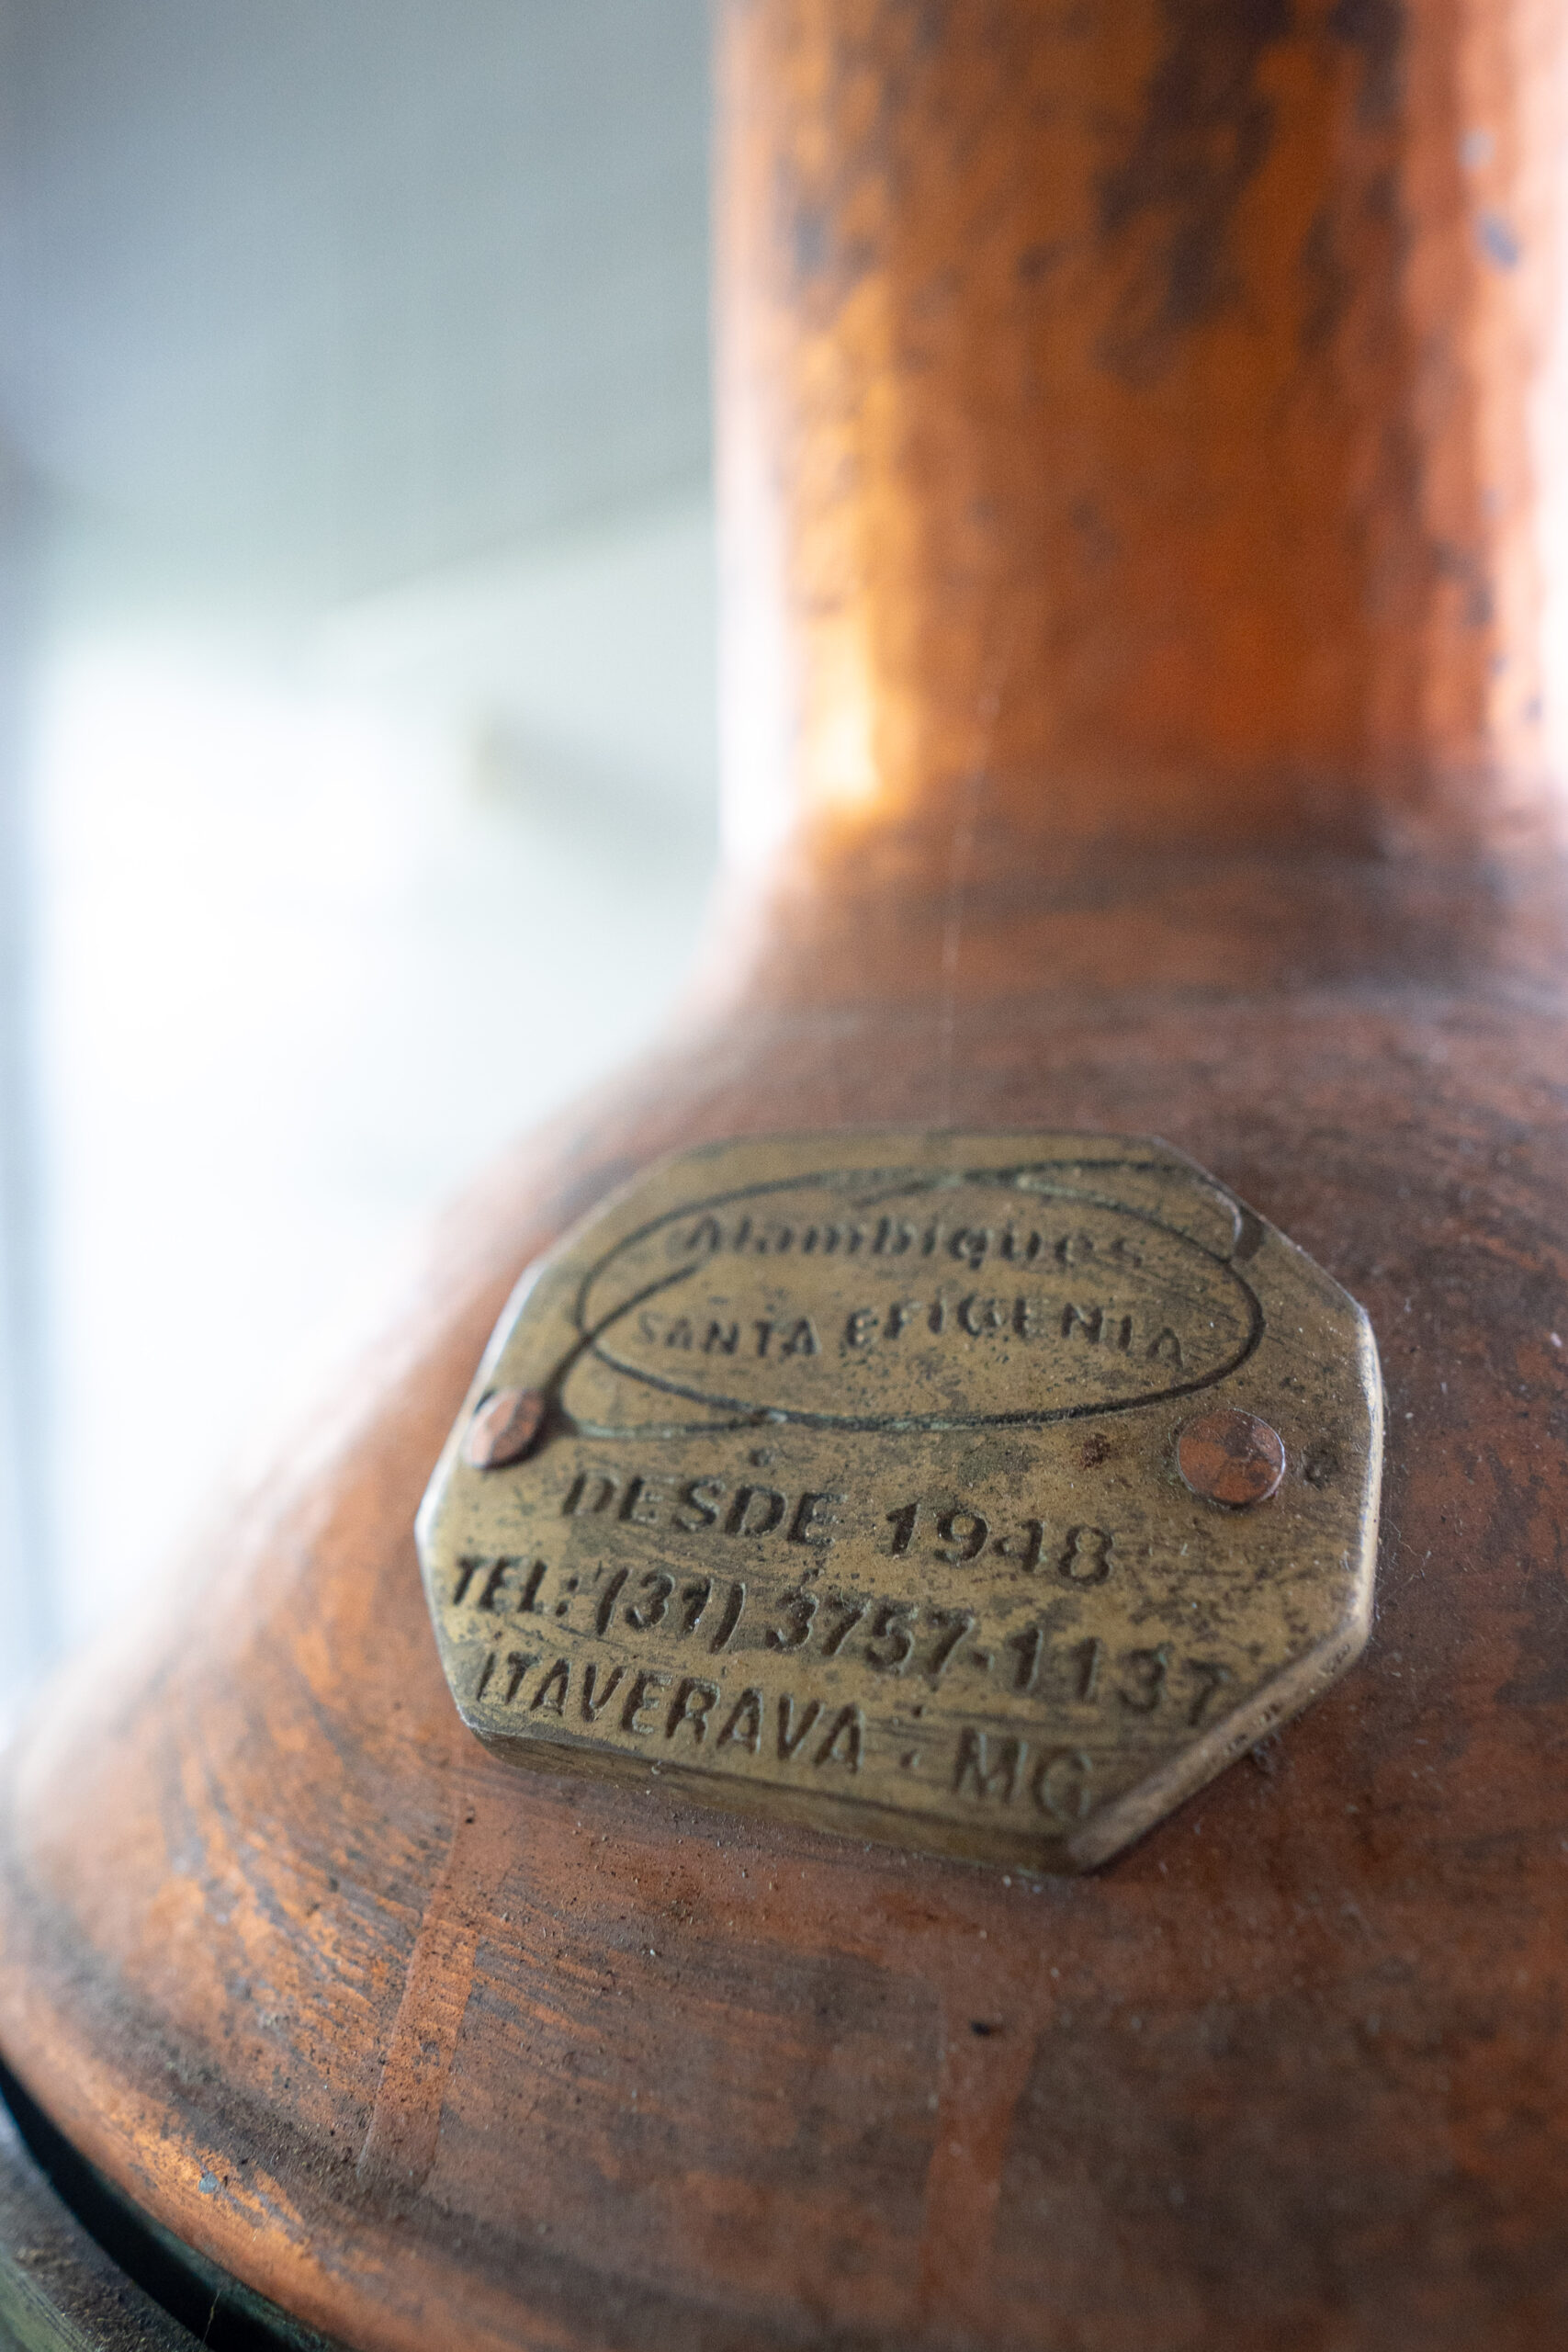 Alambiques
SANTA EFIGENIA
DESDE 1948
TEL: (31) 3757-1137
ITAVERAVA - MG